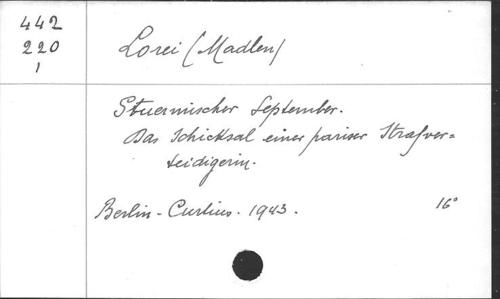 442
220
1
Lorei (Madlen)
Stuermischer September.
Das Schicksal einer pariser Strafver=
teidigerin.
Berlin - Curtius. 1943. 16°